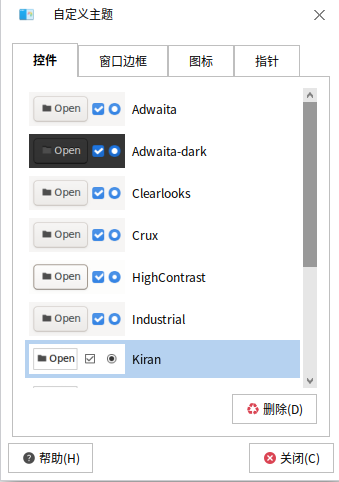 自定义主题
控件 窗口边框 图标 指针
Open Adwaita
Open Adwaita-dark
Open Clearlooks
Open Crux
Open HighContrast
Open Industrial
Open Kiran
删除(D)
帮助(H) 关闭(C)